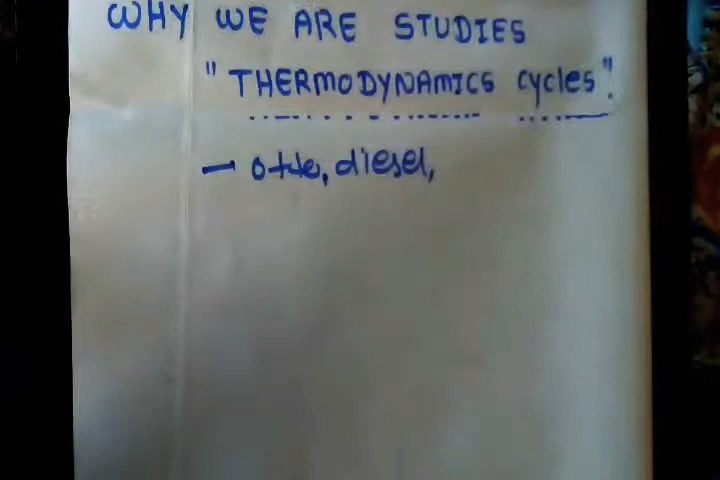 WHY WE ARE STUDIES
"THERMODYNAMICS cycles".
- otto, diesel,